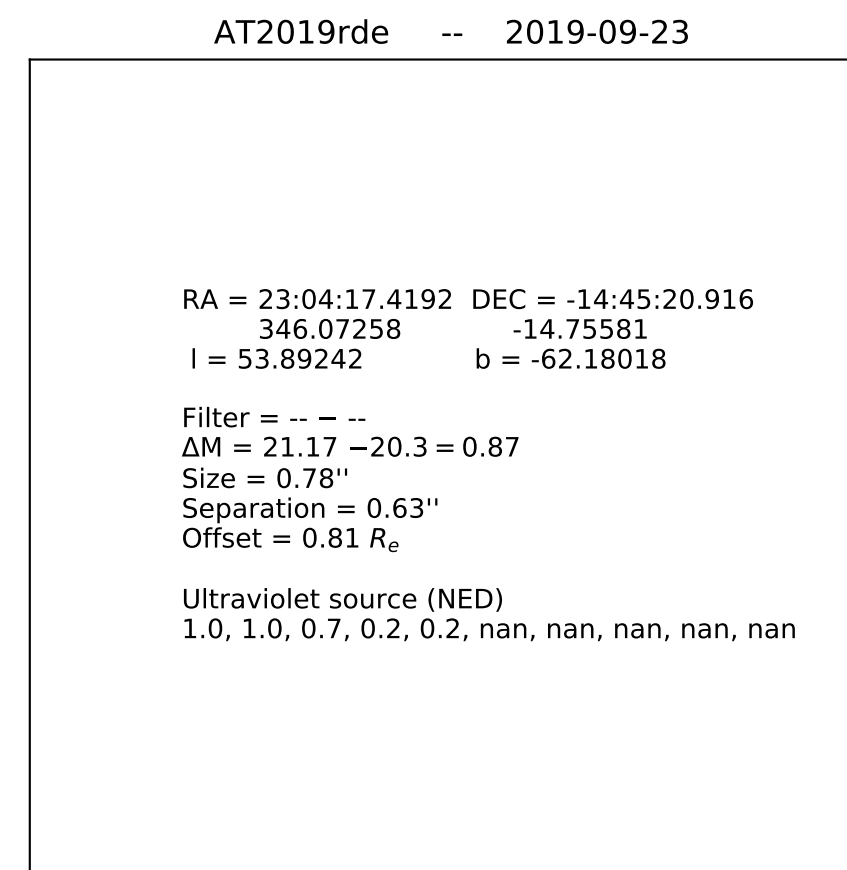 AT2019rde -- 2019-09-23
RA = 23:04:17.4192 DEC = -14:45:20.916
346.07258 -14.75581
l = 53.89242 b = -62.18018
Filter = -- − --
ΔM = 21.17 −20.3 = 0.87
Size = 0.78''
Separation = 0.63''
Offset = 0.81 Rₑ
Ultraviolet source (NED)
1.0, 1.0, 0.7, 0.2, 0.2, nan, nan, nan, nan, nan